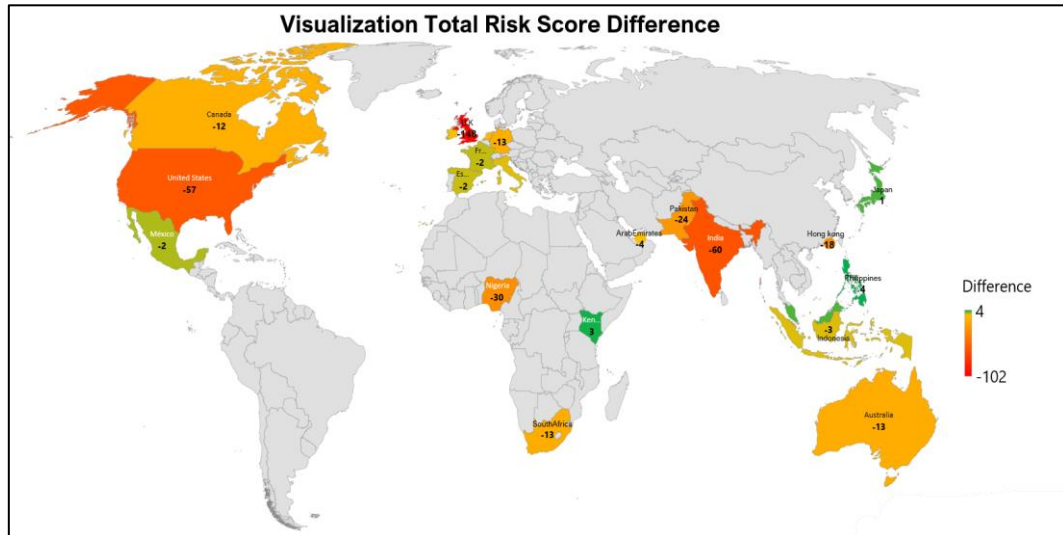 Visualization Total Risk Score Difference
Canada
-12
United States
-57
México
-2
UK
-148
-13
Fr...
-2
Es...
-2
Nigeria
-30
Ken...
3
SouthAfrica
-13
ArabEmirates
-4
Pakistan
-24
India
-60
Japan
1
Hong kong
-18
Philippines
4
-3
Indonesia
Australia
-13
Difference
4
-102